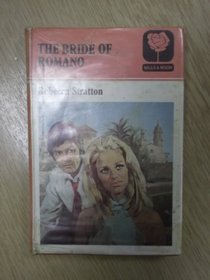 THE BRIDE OF
ROMANO
MILLS & BOON
Rebecca Stratton